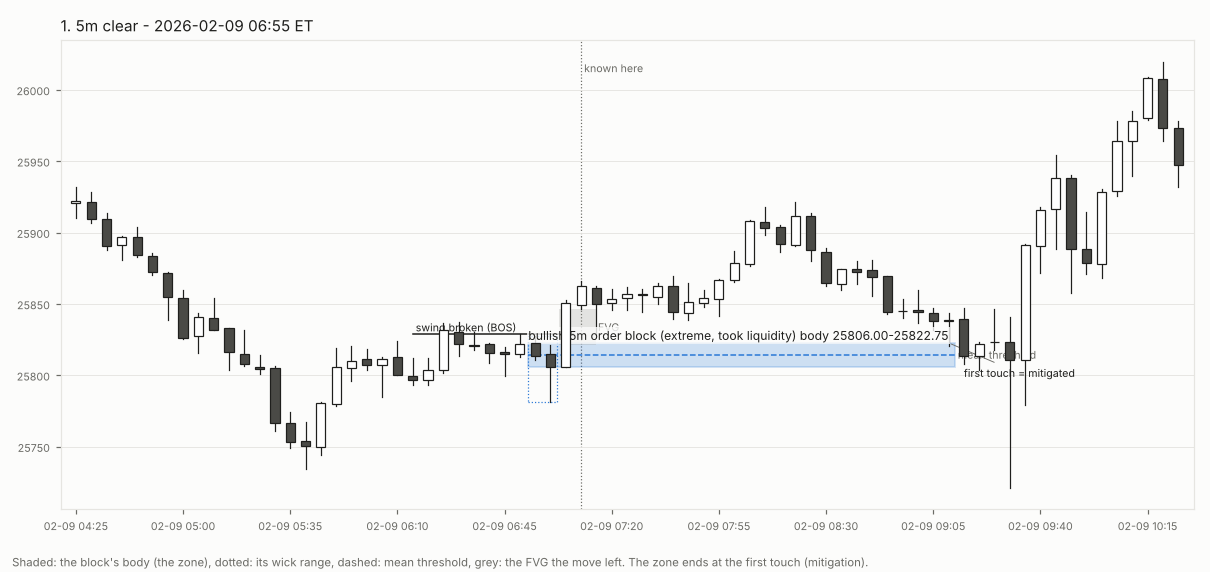 1. 5m clear - 2026-02-09 06:55 ET
known here
26000
25950
25900
25850
25800
25750
swing broken (BOS)
FVG
bullish 5m order block (extreme, took liquidity) body 25806.00-25822.75
mean threshold
first touch = mitigated
02-09 04:25
02-09 05:00
02-09 05:35
02-09 06:10
02-09 06:45
02-09 07:20
02-09 07:55
02-09 08:30
02-09 09:05
02-09 09:40
02-09 10:15
Shaded: the block's body (the zone), dotted: its wick range, dashed: mean threshold, grey: the FVG the move left. The zone ends at the first touch (mitigation).